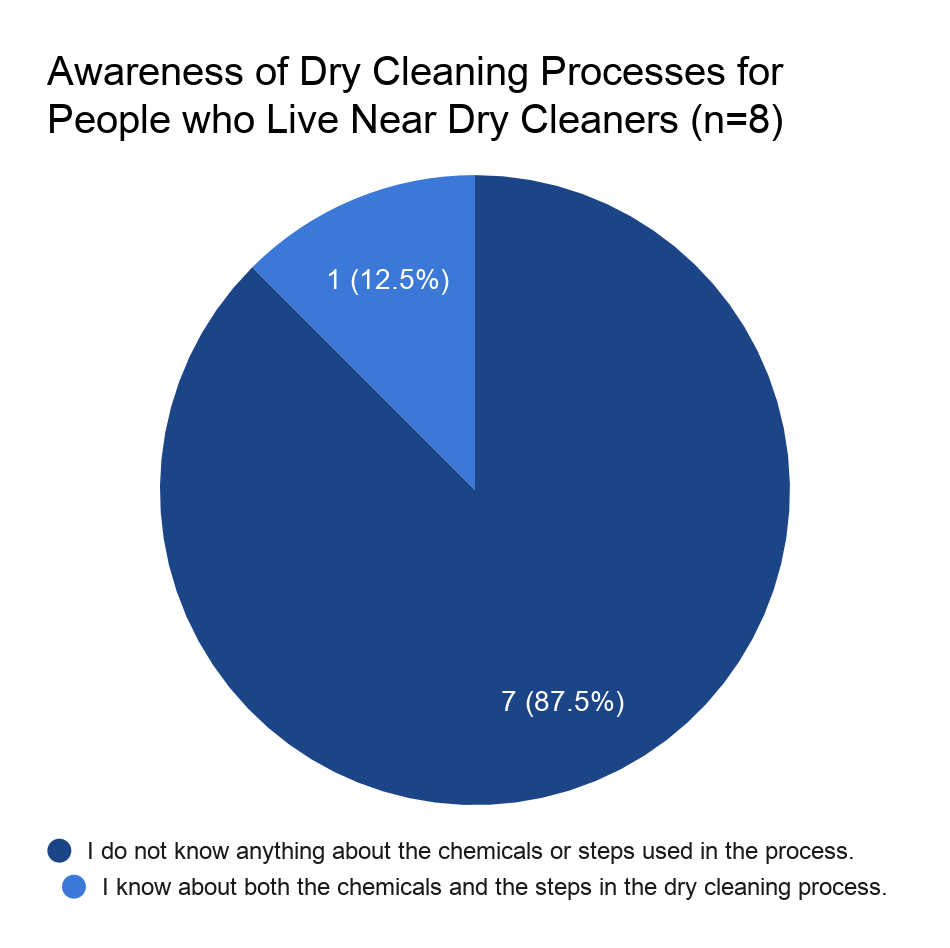 Awareness of Dry Cleaning Processes for
People who Live Near Dry Cleaners (n=8)
1 (12.5%)
7 (87.5%)
I do not know anything about the chemicals or steps used in the process.
I know about both the chemicals and the steps in the dry cleaning process.